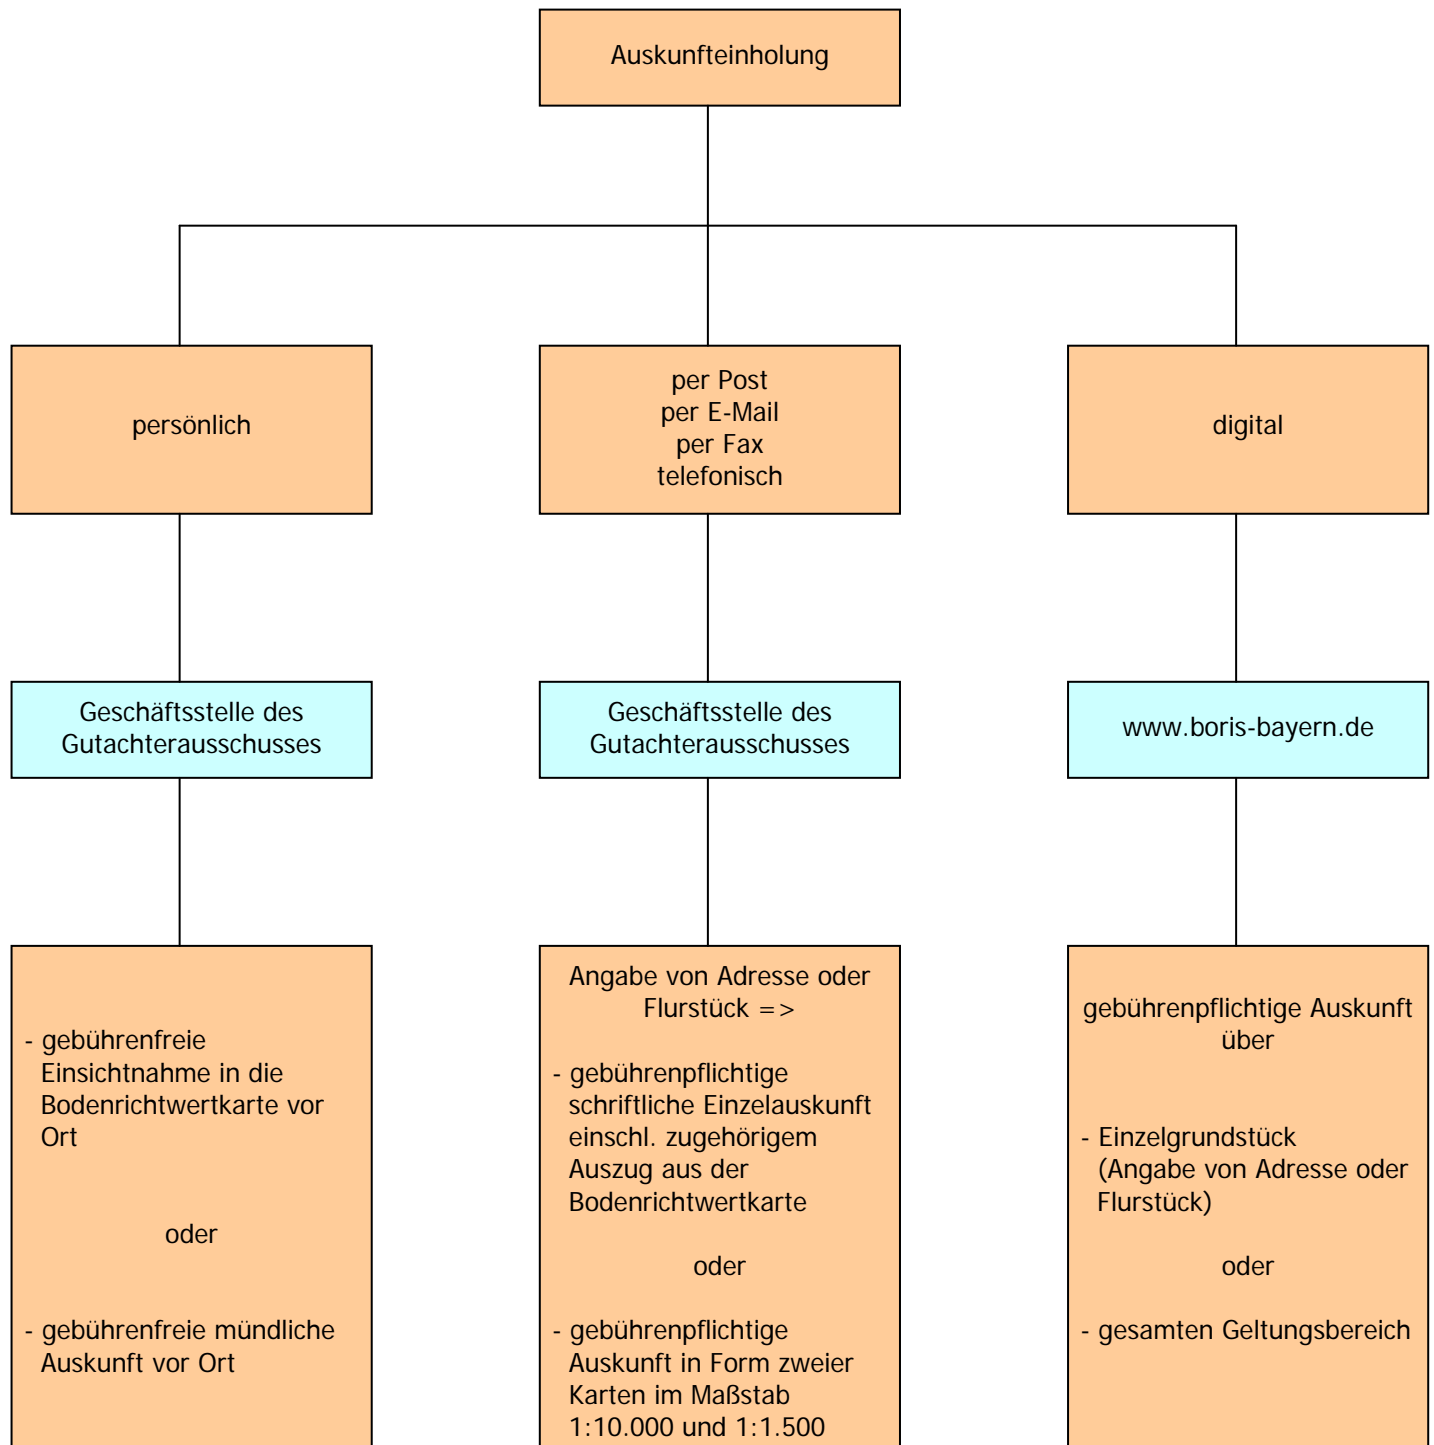 Auskunfteinholung
persönlich
per Post
per E-Mail
per Fax
telefonisch
digital
Geschäftsstelle des
Gutachterausschusses
Geschäftsstelle des
Gutachterausschusses
www.boris-bayern.de
- gebührenfreie
Einsichtnahme in die
Bodenrichtwertkarte vor
Ort
oder
- gebührenfreie mündliche
Auskunft vor Ort
Angabe von Adresse oder
Flurstück =>
- gebührenpflichtige
schriftliche Einzelauskunft
einschl. zugehörigem
Auszug aus der
Bodenrichtwertkarte
oder
- gebührenpflichtige
Auskunft in Form zweier
Karten im Maßstab
1:10.000 und 1:1.500
gebührenpflichtige Auskunft
über
- Einzelgrundstück
(Angabe von Adresse oder
Flurstück)
oder
- gesamten Geltungsbereich